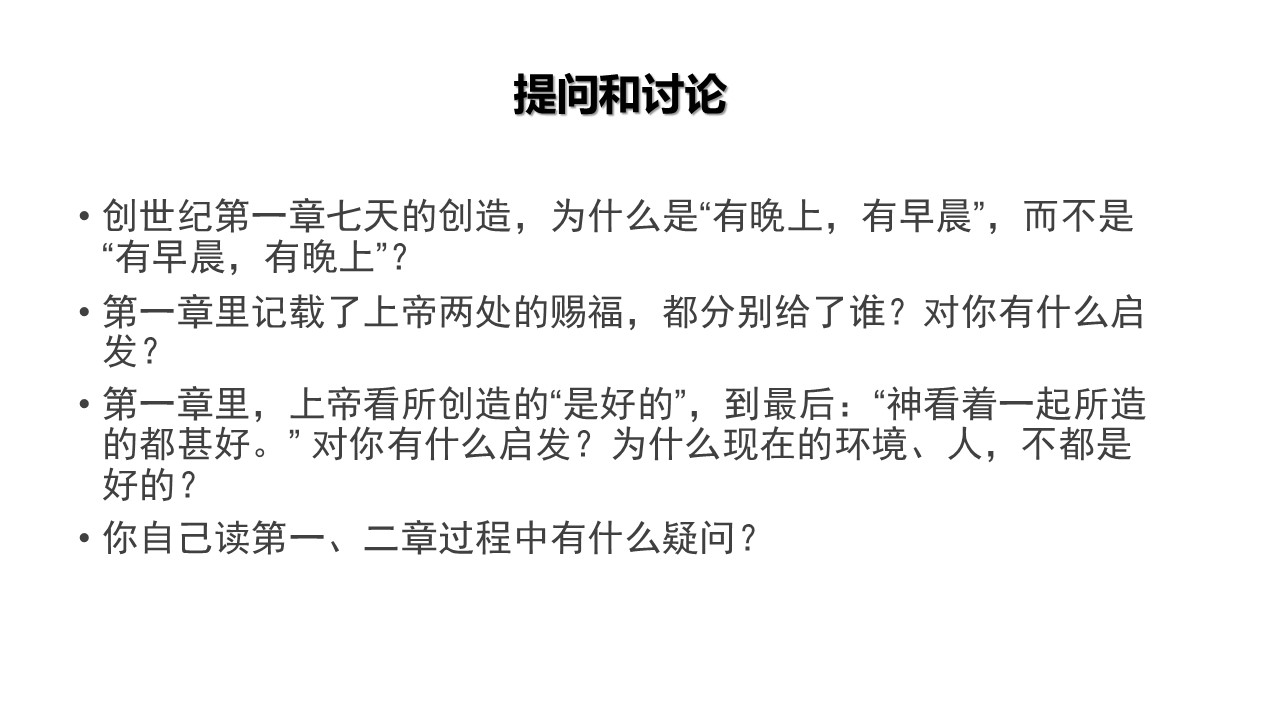 提问和讨论
• 创世纪第一章七天的创造，为什么是“有晚上，有早晨”，而不是
“有早晨，有晚上”？
• 第一章里记载了上帝两处的赐福，都分别给了谁？对你有什么启
发？
• 第一章里，上帝看所创造的“是好的”，到最后：“神看着一起所造
的都甚好。” 对你有什么启发？为什么现在的环境、人，不都是
好的？
• 你自己读第一、二章过程中有什么疑问？